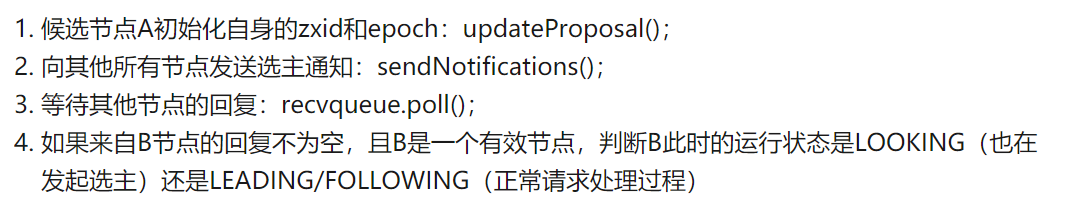 1. 候选节点A初始化自身的zxid和epoch：updateProposal();
2. 向其他所有节点发送选主通知：sendNotifications();
3. 等待其他节点的回复：recvqueue.poll();
4. 如果来自B节点的回复不为空，且B是一个有效节点，判断B此时的运行状态是LOOKING（也在
发起选主）还是LEADING/FOLLOWING（正常请求处理过程）